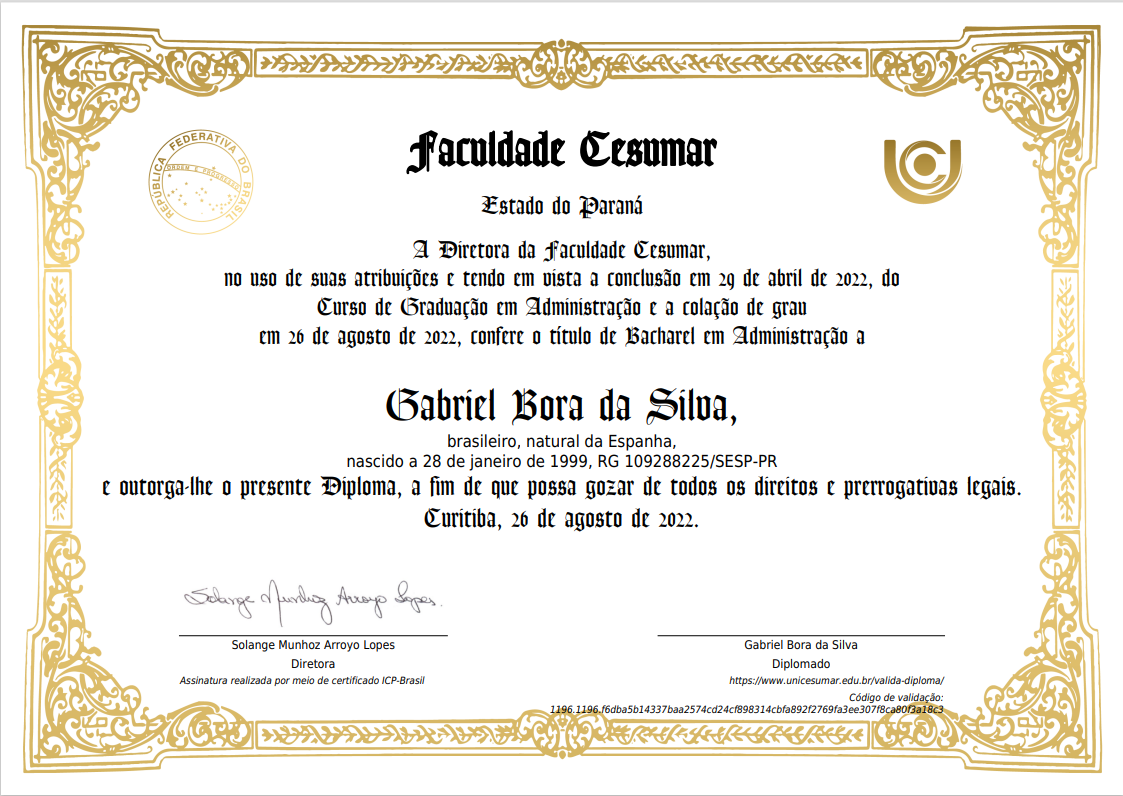 REPÚBLICA FEDERATIVA DO BRASIL
ORDEM E PROGRESSO
Faculdade Cesumar
Estado do Paraná
A Diretora da Faculdade Cesumar,
no uso de suas atribuições e tendo em vista a conclusão em 29 de abril de 2022, do
Curso de Graduação em Administração e a colação de grau
em 26 de agosto de 2022, confere o título de Bacharel em Administração a
Gabriel Bora da Silva,
brasileiro, natural da Espanha,
nascido a 28 de janeiro de 1999, RG 109288225/SESP-PR
e outorga-lhe o presente Diploma, a fim de que possa gozar de todos os direitos e prerrogativas legais.
Curitiba, 26 de agosto de 2022.
Solange Munhoz Arroyo Lopes.
Solange Munhoz Arroyo Lopes
Diretora
Assinatura realizada por meio de certificado ICP-Brasil
Gabriel Bora da Silva
Diplomado
https://www.unicesumar.edu.br/valida-diploma/
Código de validação:
1196.1196.f6dba5b14337baa2574cd24cf898314cbfa892f2769fa3ee307f8ca80f3a18c3